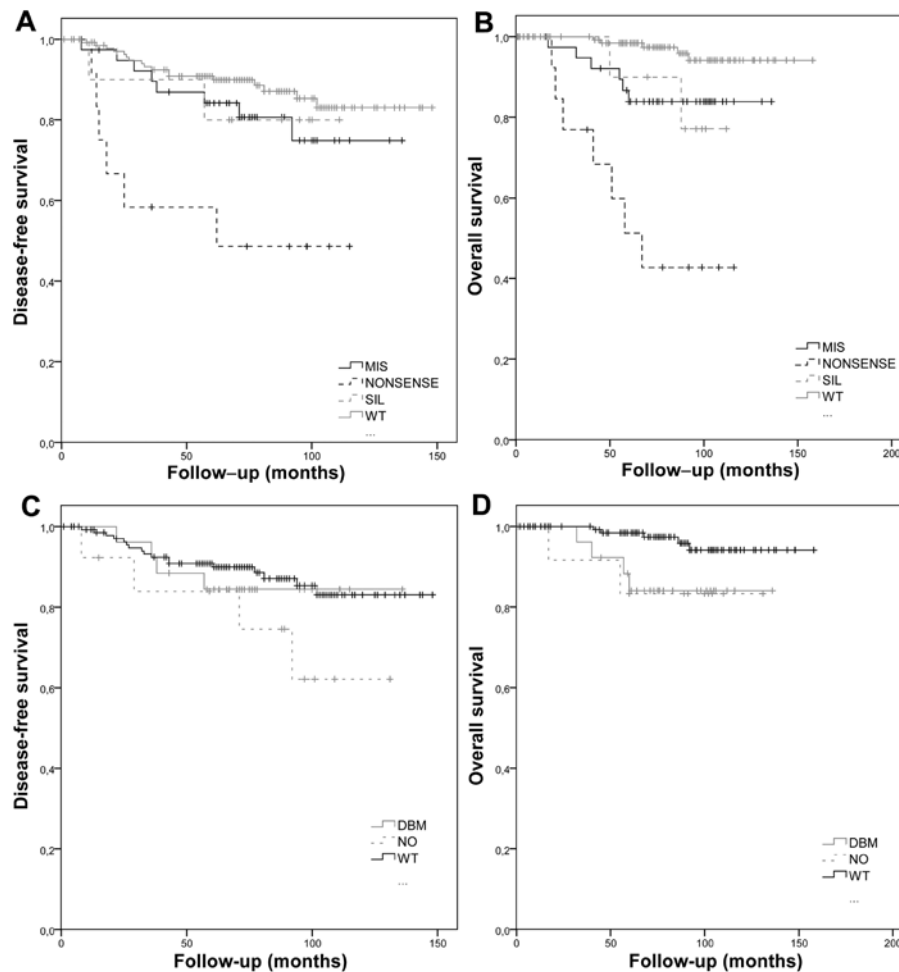 A
Disease-free survival
1,0
0,8
0,6
0,4
0,2
0,0
MIS
NONSENSE
SIL
WT
...
0 50 100 150
Follow–up (months)
B
Overall survival
1,0
0,8
0,6
0,4
0,2
0,0
MIS
NONSENSE
SIL
WT
...
0 50 100 150 200
Follow–up (months)
C
Disease-free survival
1,0
0,8
0,6
0,4
0,2
0,0
DBM
NO
WT
...
0 50 100 150
Follow-up (months)
D
Overall survival
1,0
0,8
0,6
0,4
0,2
0,0
DBM
NO
WT
...
0 50 100 150 200
Follow-up (months)